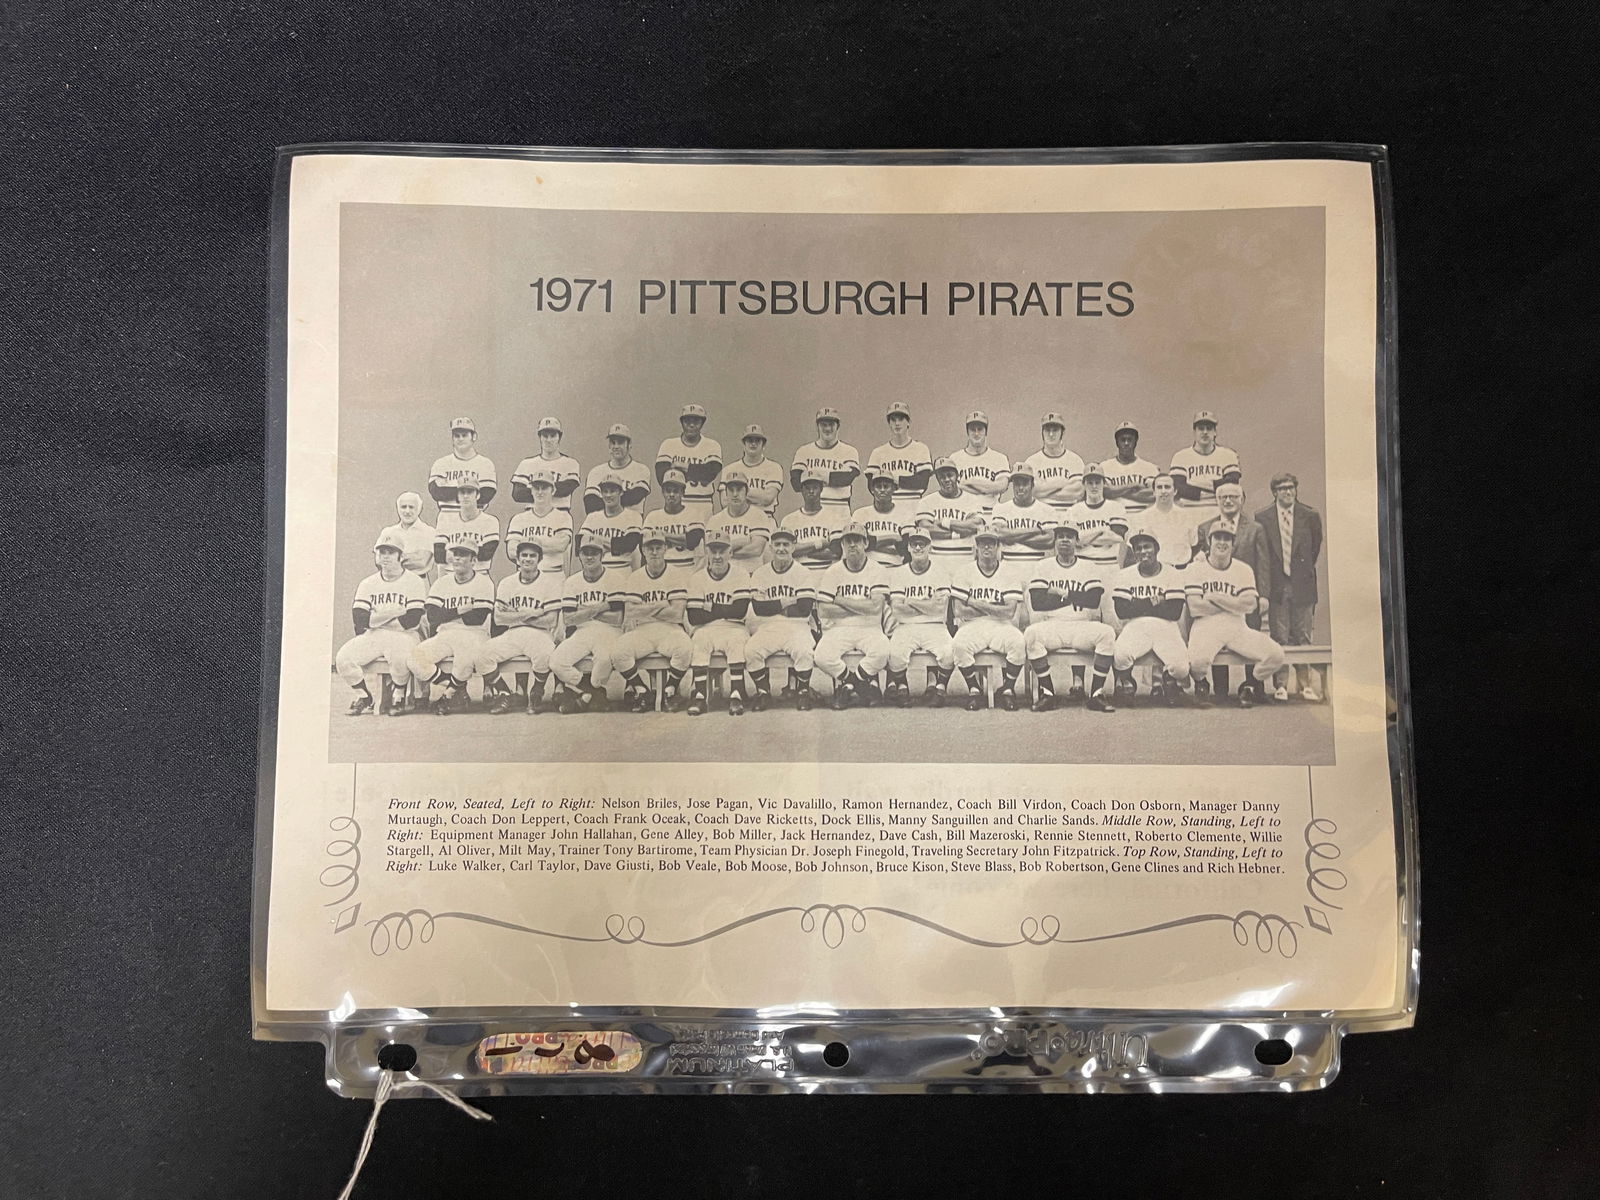 1971 PITTSBURGH PIRATES
Front Row, Seated, Left to Right: Nelson Briles, Jose Pagan, Vic Davalillo, Ramon Hernandez, Coach Bill Virdon, Coach Don Osborn, Manager Danny
Murtaugh, Coach Don Leppert, Coach Frank Oceak, Coach Dave Ricketts, Dock Ellis, Manny Sanguillen and Charlie Sands. Middle Row, Standing, Left to
Right: Equipment Manager John Hallahan, Gene Alley, Bob Miller, Jack Hernandez, Dave Cash, Bill Mazeroski, Rennie Stennett, Roberto Clemente, Willie
Stargell, Al Oliver, Milt May, Trainer Tony Bartirome, Team Physician Dr. Joseph Finegold, Traveling Secretary John Fitzpatrick. Top Row, Standing, Left to
Right: Luke Walker, Carl Taylor, Dave Giusti, Bob Veale, Bob Moose, Bob Johnson, Bruce Kison, Steve Blass, Bob Robertson, Gene Clines and Rich Hebner.
PLATINUM
Ultra PRO